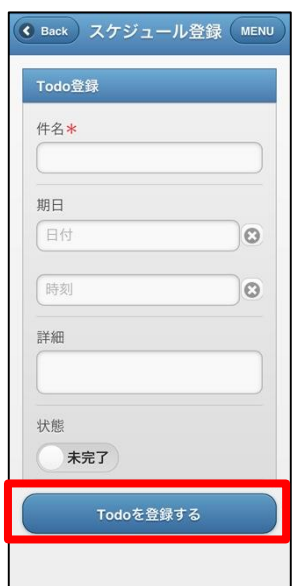 Back スケジュール登録 MENU
Todo登録
件名*
期日
日付
時刻
詳細
状態
未完了
Todoを登録する